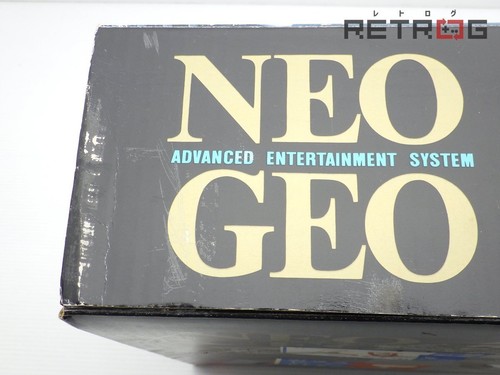 レトログ
RETROG
NEO
ADVANCED ENTERTAINMENT SYSTEM
GEO